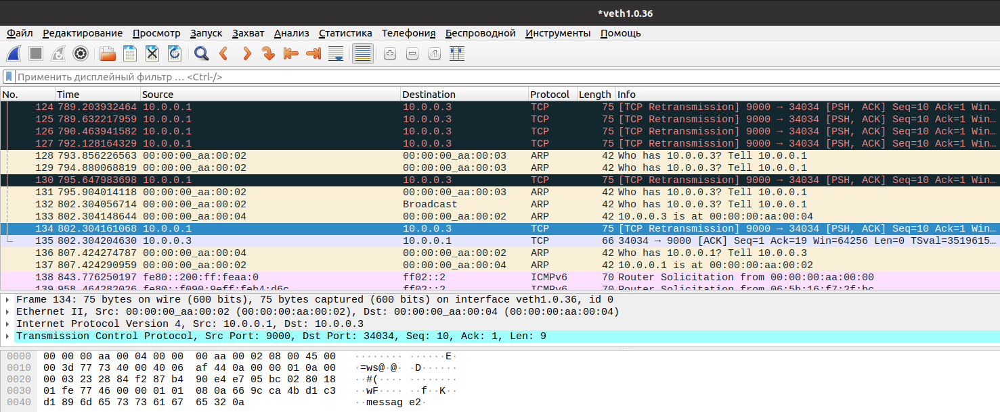 *veth1.0.36
Файл Редактирование Просмотр Запуск Захват Анализ Статистика Телефония Беспроводной Инструменты Помощь
Применить дисплейный фильтр … <Ctrl-/>
No. Time Source Destination Protocol Length Info
124 789.203932464 10.0.0.1 10.0.0.3 TCP 75 [TCP Retransmission] 9000 → 34034 [PSH, ACK] Seq=10 Ack=1 Win…
125 789.632217959 10.0.0.1 10.0.0.3 TCP 75 [TCP Retransmission] 9000 → 34034 [PSH, ACK] Seq=10 Ack=1 Win…
126 790.463941582 10.0.0.1 10.0.0.3 TCP 75 [TCP Retransmission] 9000 → 34034 [PSH, ACK] Seq=10 Ack=1 Win…
127 792.128164329 10.0.0.1 10.0.0.3 TCP 75 [TCP Retransmission] 9000 → 34034 [PSH, ACK] Seq=10 Ack=1 Win…
128 793.856226563 00:00:00_aa:00:02 00:00:00_aa:00:03 ARP 42 Who has 10.0.0.3? Tell 10.0.0.1
129 794.880068819 00:00:00_aa:00:02 00:00:00_aa:00:03 ARP 42 Who has 10.0.0.3? Tell 10.0.0.1
130 795.647983698 10.0.0.1 10.0.0.3 TCP 75 [TCP Retransmission] 9000 → 34034 [PSH, ACK] Seq=10 Ack=1 Win…
131 795.904014118 00:00:00_aa:00:02 00:00:00_aa:00:03 ARP 42 Who has 10.0.0.3? Tell 10.0.0.1
132 802.304056714 00:00:00_aa:00:02 Broadcast ARP 42 Who has 10.0.0.3? Tell 10.0.0.1
133 802.304148644 00:00:00_aa:00:04 00:00:00_aa:00:02 ARP 42 10.0.0.3 is at 00:00:00:aa:00:04
134 802.304161068 10.0.0.1 10.0.0.3 TCP 75 [TCP Retransmission] 9000 → 34034 [PSH, ACK] Seq=10 Ack=1 Win…
135 802.304204630 10.0.0.3 10.0.0.1 TCP 66 34034 → 9000 [ACK] Seq=1 Ack=19 Win=64256 Len=0 TSval=3519615…
136 807.424274787 00:00:00_aa:00:04 00:00:00_aa:00:02 ARP 42 Who has 10.0.0.1? Tell 10.0.0.3
137 807.424290959 00:00:00_aa:00:02 00:00:00_aa:00:04 ARP 42 10.0.0.1 is at 00:00:00:aa:00:02
138 843.776250197 fe80::200:ff:feaa:0 ff02::2 ICMPv6 70 Router Solicitation from 00:00:00:aa:00:00
139 958.464282026 fe80::f090:9eff:feb4:d6c ff02::2 ICMPv6 70 Router Solicitation from 06:5b:16:f7:2f:bc
Frame 134: 75 bytes on wire (600 bits), 75 bytes captured (600 bits) on interface veth1.0.36, id 0
Ethernet II, Src: 00:00:00_aa:00:02 (00:00:00:aa:00:02), Dst: 00:00:00_aa:00:04 (00:00:00:aa:00:04)
Internet Protocol Version 4, Src: 10.0.0.1, Dst: 10.0.0.3
Transmission Control Protocol, Src Port: 9000, Dst Port: 34034, Seq: 10, Ack: 1, Len: 9
0000 00 00 00 aa 00 04 00 00 00 aa 00 02 08 00 45 00 ········ ······E·
0010 00 3d 77 73 40 00 40 06 af 44 0a 00 00 01 0a 00 ·=ws@·@· ·D······
0020 00 03 23 28 84 f2 87 b4 90 e4 e7 05 bc 02 80 18 ··#(···· ········
0030 01 fe 77 46 00 00 01 01 08 0a 66 9c ca 4b d1 c3 ··wF···· ··f··K··
0040 d1 89 6d 65 73 73 61 67 65 32 0a ··messag e2·